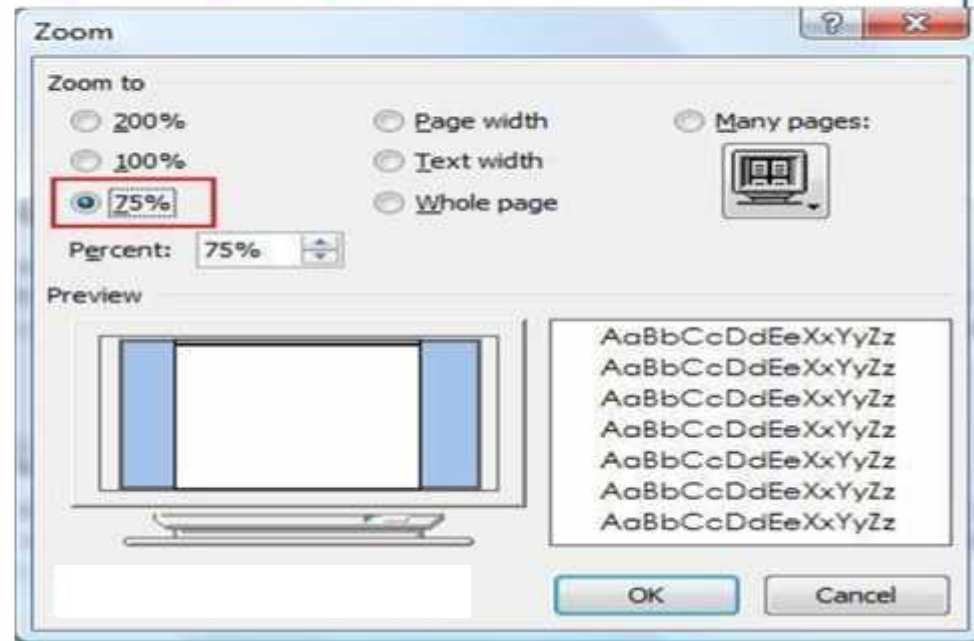 Zoom
Zoom to
200% Page width Many pages:
100% Text width
75% Whole page
Percent: 75%
Preview
AaBbCcDdEeXxYyZz
AaBbCcDdEeXxYyZz
AaBbCcDdEeXxYyZz
AaBbCcDdEeXxYyZz
AaBbCcDdEeXxYyZz
AaBbCcDdEeXxYyZz
AaBbCcDdEeXxYyZz
OK Cancel